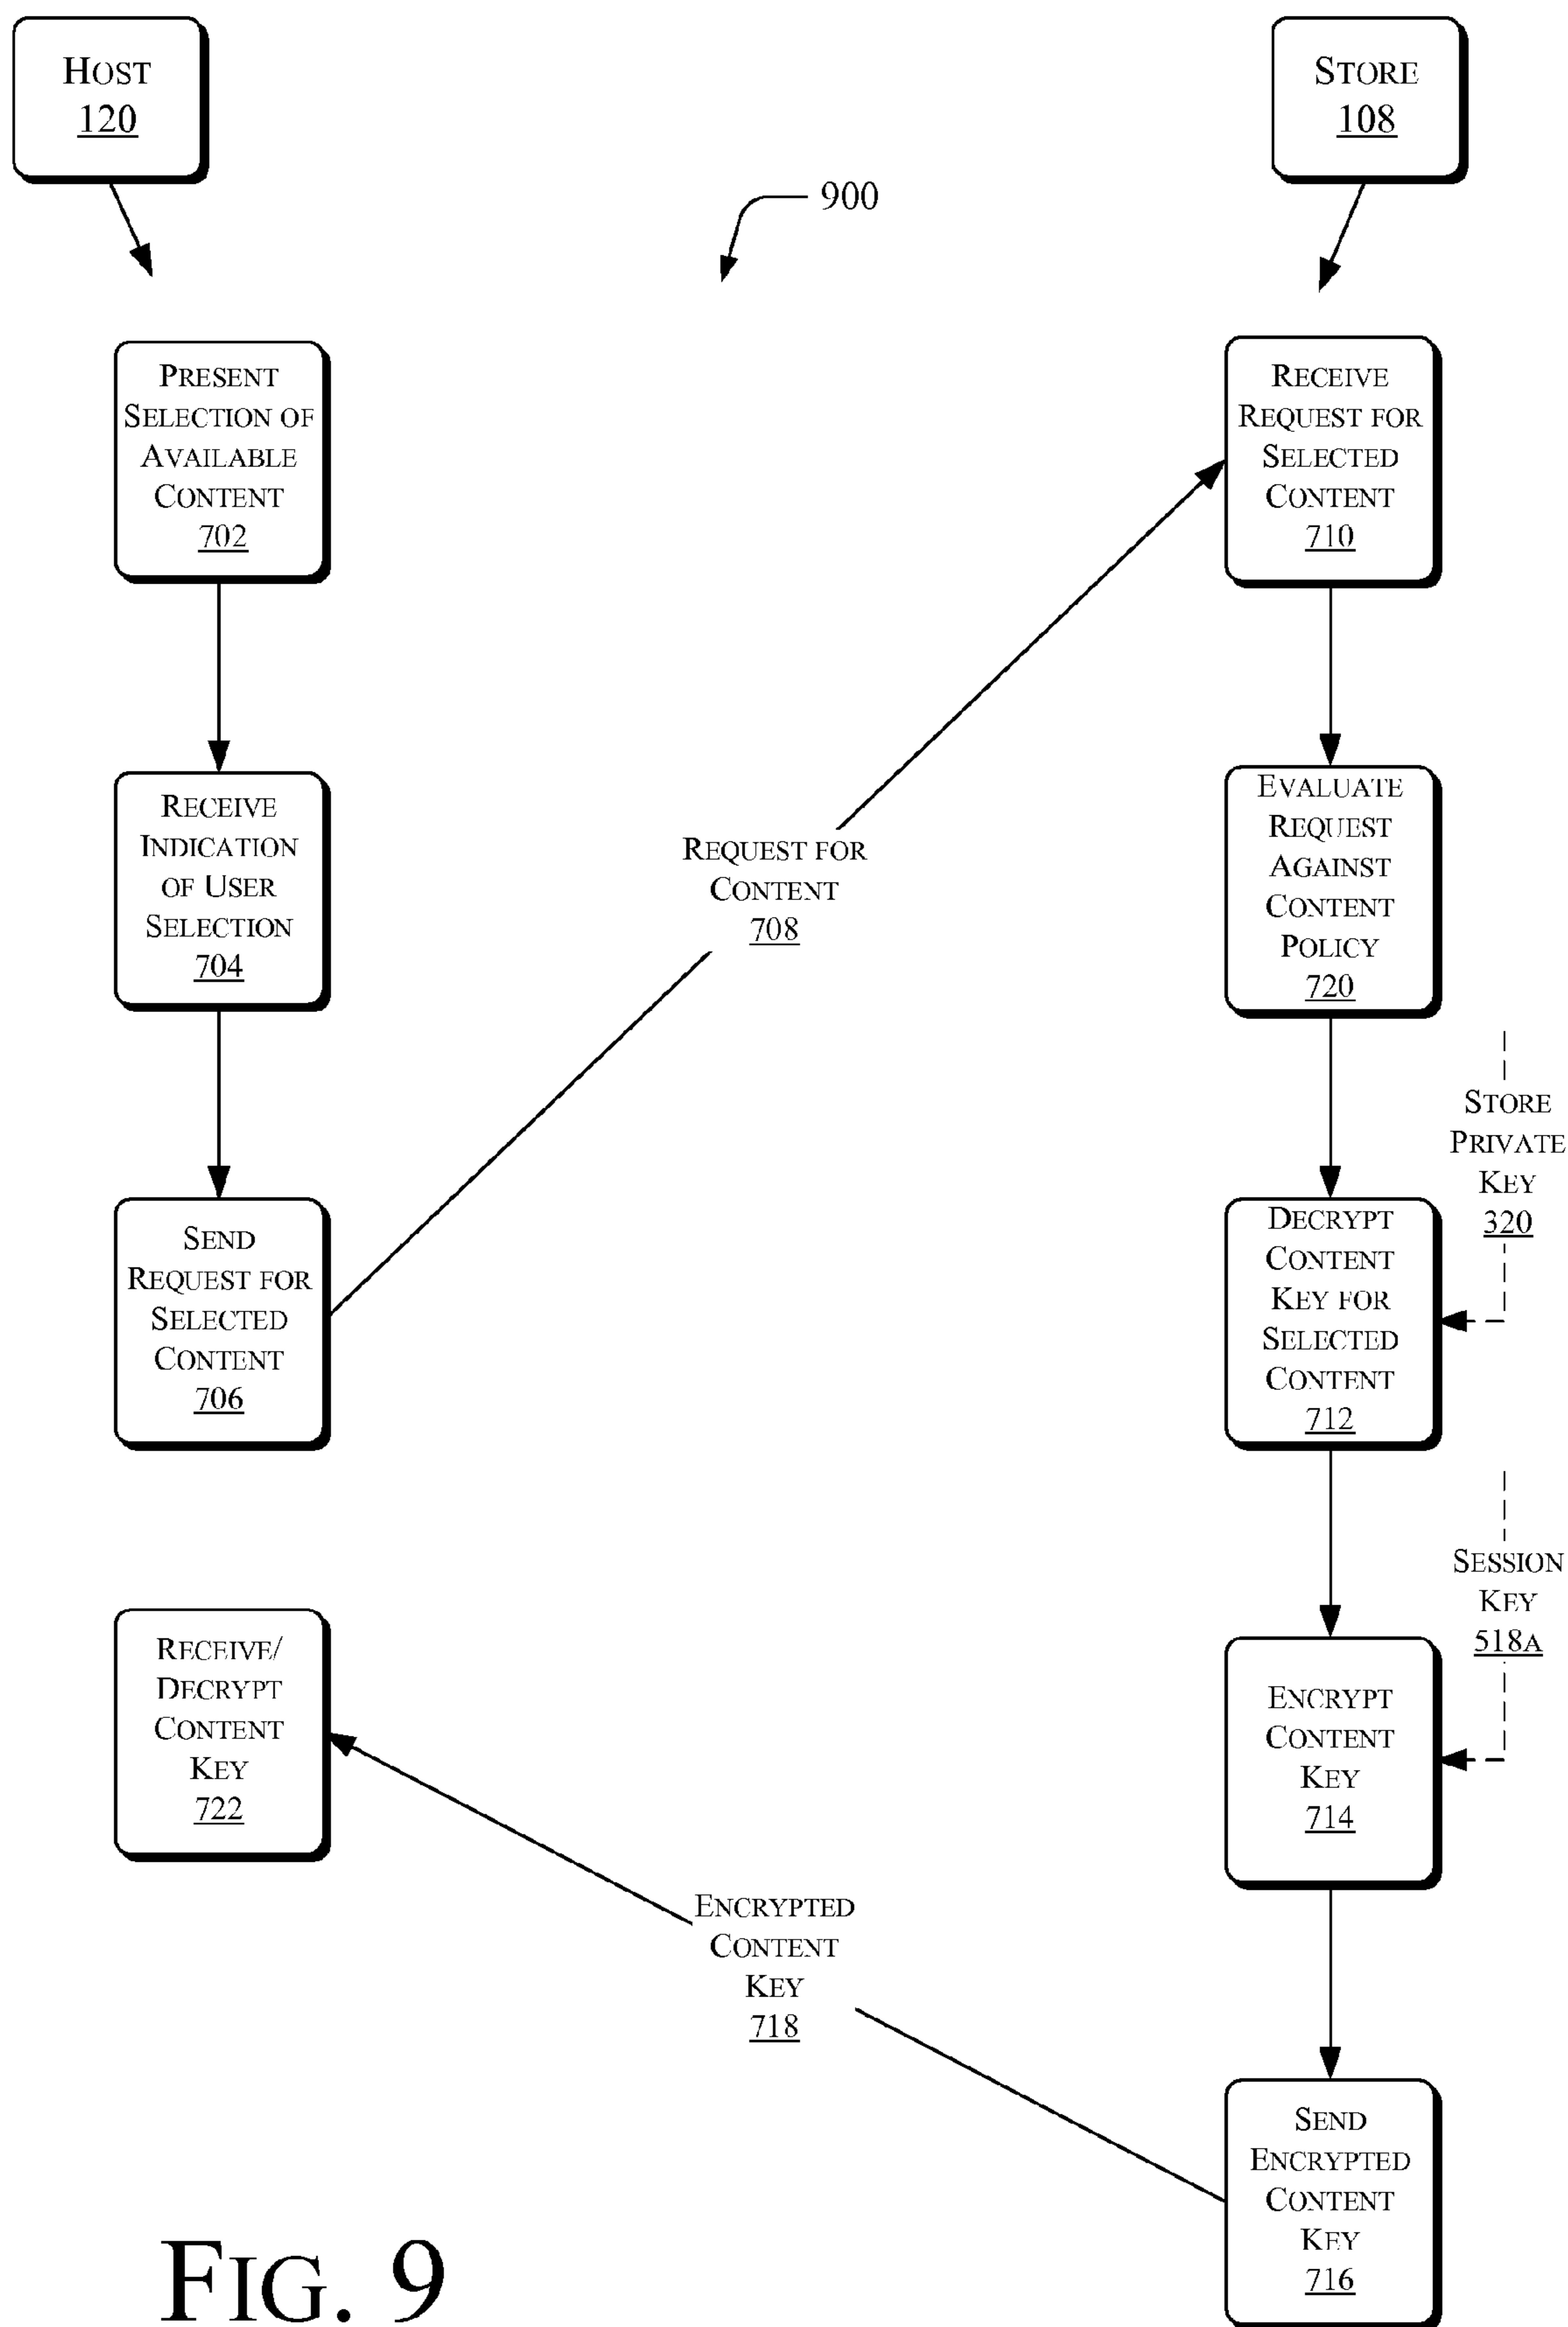 HOST
120
STORE
108
900
PRESENT
SELECTION OF
AVAILABLE
CONTENT
702
RECEIVE
REQUEST FOR
SELECTED
CONTENT
710
RECEIVE
INDICATION
OF USER
SELECTION
704
REQUEST FOR
CONTENT
708
EVALUATE
REQUEST
AGAINST
CONTENT
POLICY
720
STORE
PRIVATE
KEY
320
SEND
REQUEST FOR
SELECTED
CONTENT
706
DECRYPT
CONTENT
KEY FOR
SELECTED
CONTENT
712
SESSION
KEY
518A
RECEIVE/
DECRYPT
CONTENT
KEY
722
ENCRYPT
CONTENT
KEY
714
ENCRYPTED
CONTENT
KEY
718
SEND
ENCRYPTED
CONTENT
KEY
716
FIG. 9